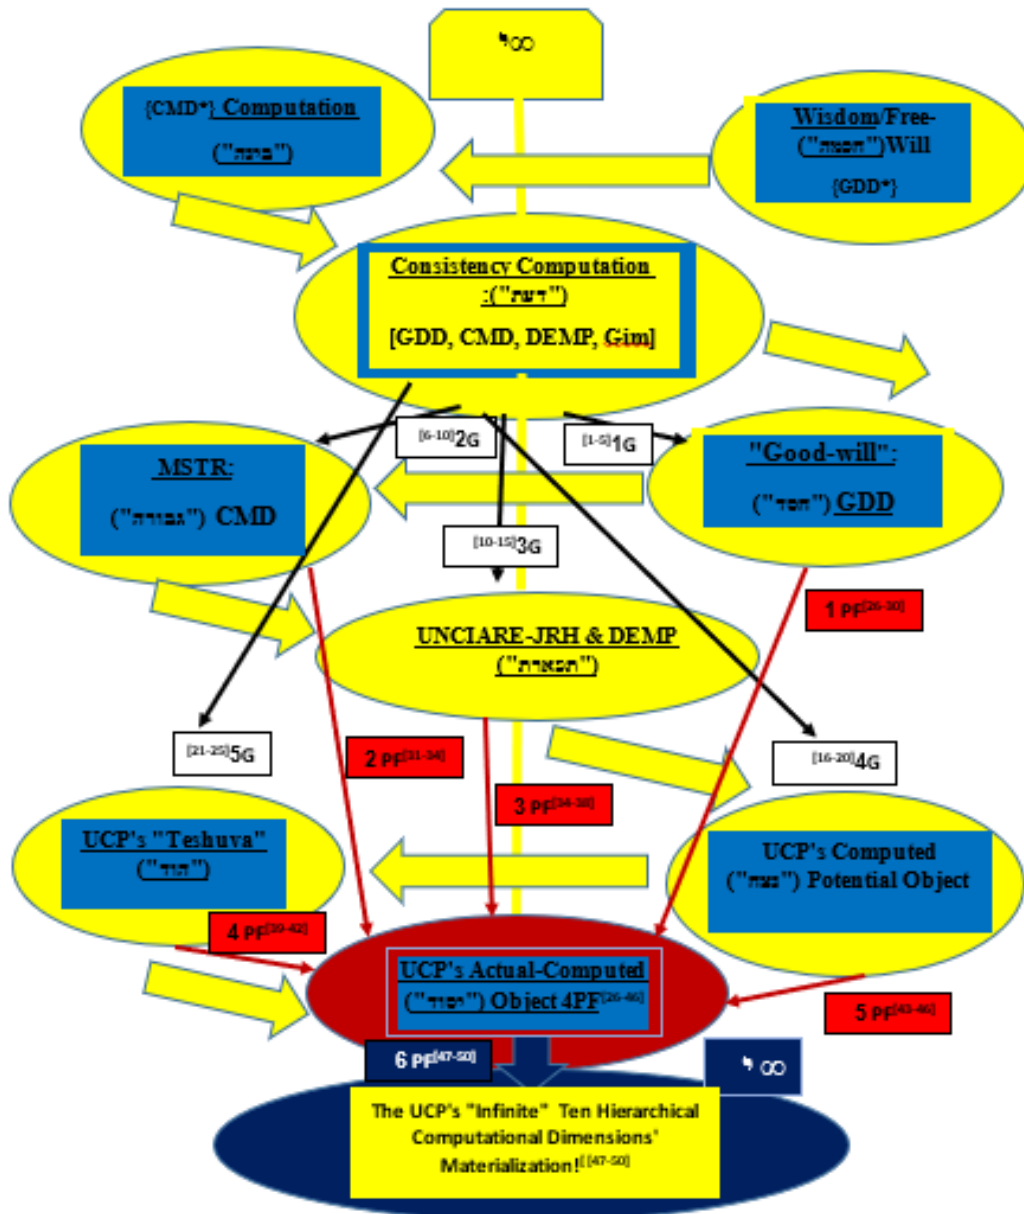 י∞
{CMD*} Computation
("בינה")
Wisdom/Free-
("חכמה")Will
{GDD*}
Consistency Computation
:("דעת")
[GDD, CMD, DEMP, Gim]
[6-10]2G
[1-5]1G
MSTR:
("גבורה") CMD
"Good-will":
("חסד") GDD
[10-15]3G
1 PF[26-30]
UNCIARE-JRH & DEMP
("תפארת")
[21-25]5G
2 PF[31-34]
[16-20]4G
3 PF[34-38]
UCP's "Teshuva"
("הוד")
UCP's Computed
("נצח") Potential Object
4 PF[39-42]
UCP's Actual-Computed
("יסוד") Object 4PF[26-46]
5 PF[43-46]
6 PF[47-50]
י ∞
The UCP's "Infinite" Ten Hierarchical
Computational Dimensions'
Materialization![ [47-50]